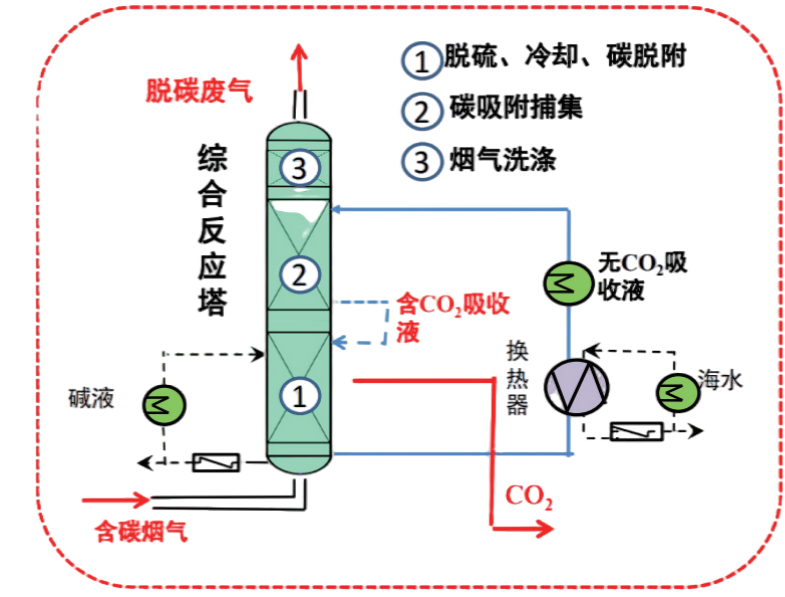 ① 脱硫、冷却、碳脱附
脱碳废气
② 碳吸附捕集
③ 烟气洗涤
综合反应塔
③
②
①
无CO₂吸
收液
含CO₂吸收
液
换热器
海水
碱液
CO₂
含碳烟气